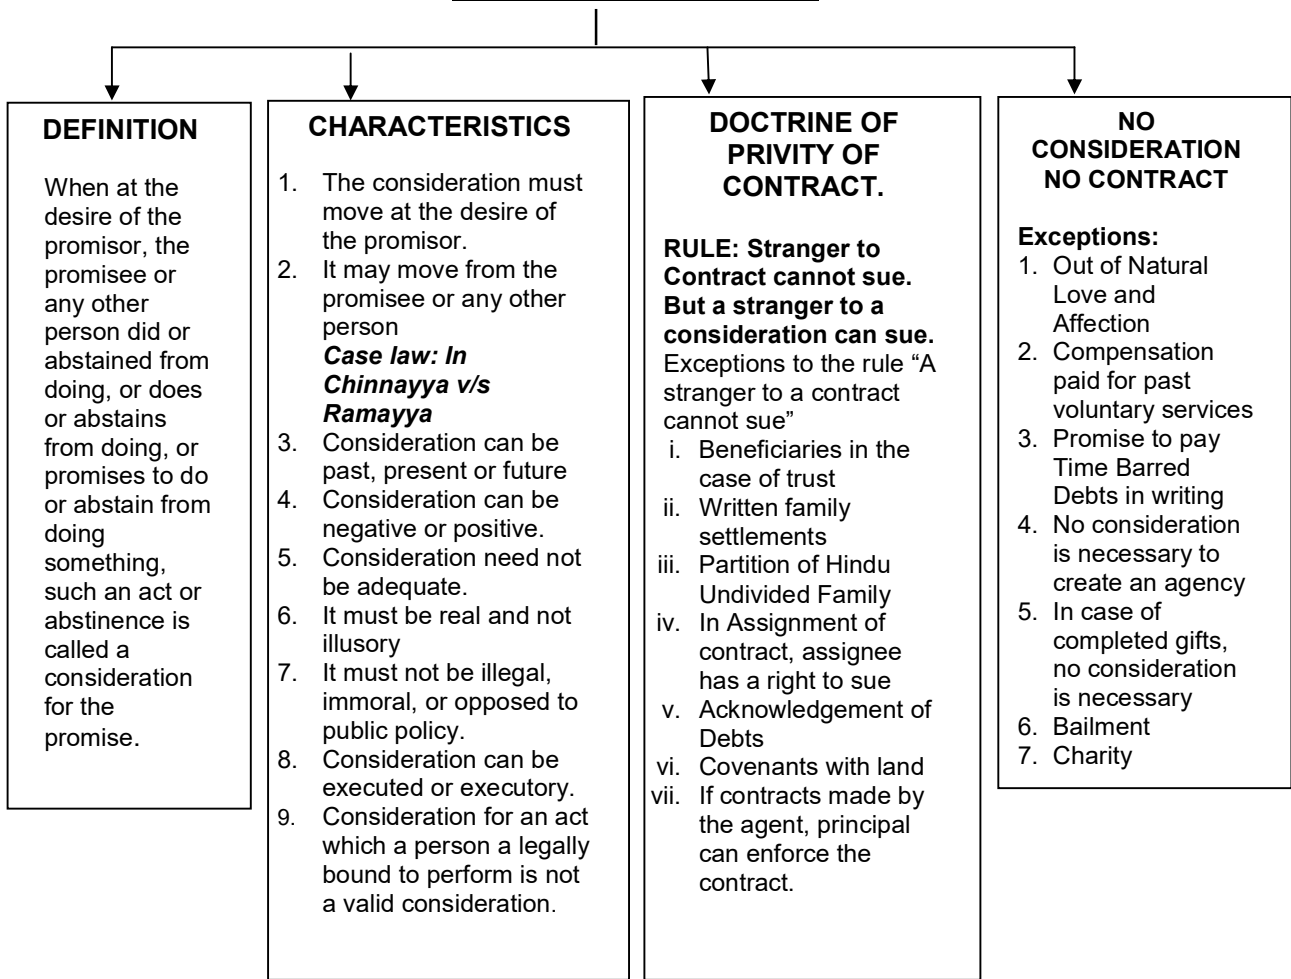 DEFINITION
When at the
desire of the
promisor, the
promisee or
any other
person did or
abstained from
doing, or does
or abstains
from doing, or
promises to do
or abstain from
doing
something,
such an act or
abstinence is
called a
consideration
for the
promise.
CHARACTERISTICS
1. The consideration must
move at the desire of
the promisor.
2. It may move from the
promisee or any other
person
Case law: In
Chinnayya v/s
Ramayya
3. Consideration can be
past, present or future
4. Consideration can be
negative or positive.
5. Consideration need not
be adequate.
6. It must be real and not
illusory
7. It must not be illegal,
immoral, or opposed to
public policy.
8. Consideration can be
executed or executory.
9. Consideration for an act
which a person a legally
bound to perform is not
a valid consideration.
DOCTRINE OF
PRIVITY OF
CONTRACT.
RULE: Stranger to
Contract cannot sue.
But a stranger to a
consideration can sue.
Exceptions to the rule “A
stranger to a contract
cannot sue”
i. Beneficiaries in the
case of trust
ii. Written family
settlements
iii. Partition of Hindu
Undivided Family
iv. In Assignment of
contract, assignee
has a right to sue
v. Acknowledgement of
Debts
vi. Covenants with land
vii. If contracts made by
the agent, principal
can enforce the
contract.
NO
CONSIDERATION
NO CONTRACT
Exceptions:
1. Out of Natural
Love and
Affection
2. Compensation
paid for past
voluntary services
3. Promise to pay
Time Barred
Debts in writing
4. No consideration
is necessary to
create an agency
5. In case of
completed gifts,
no consideration
is necessary
6. Bailment
7. Charity